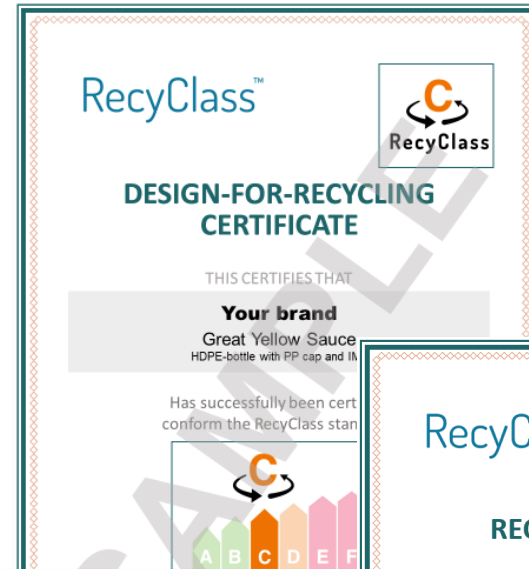 RecyClass™
C
RecyClass
DESIGN-FOR-RECYCLING
CERTIFICATE
THIS CERTIFIES THAT
Your brand
Great Yellow Sauce
HDPE-bottle with PP cap and IM
Has successfully been cert
conform the RecyClass stan
C
A B C D E F
RecyC
REC
SAMPLE